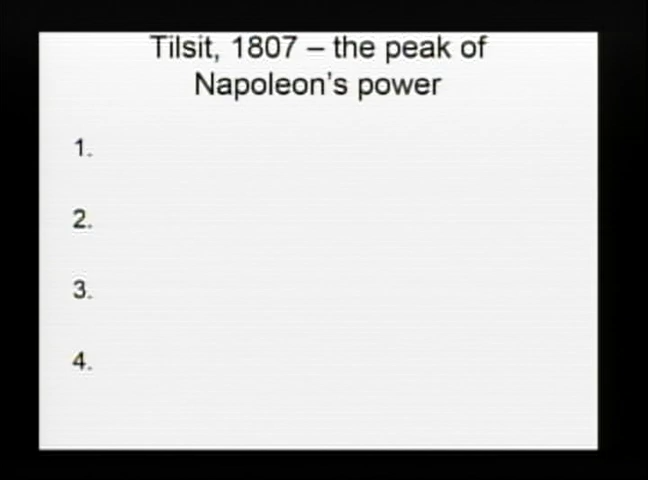 Tilsit, 1807 – the peak of
Napoleon's power
1.
2.
3.
4.